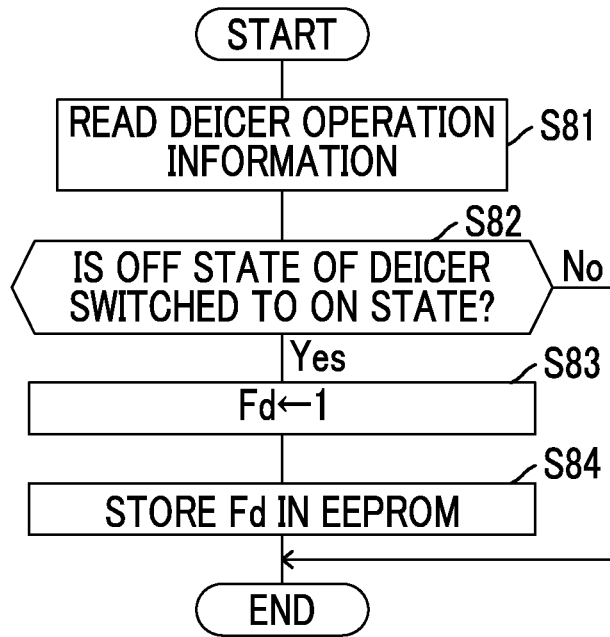 START
READ DEICER OPERATION
INFORMATION
S81
S82
IS OFF STATE OF DEICER
SWITCHED TO ON STATE?
No
Yes
S83
Fd←1
S84
STORE Fd IN EEPROM
END